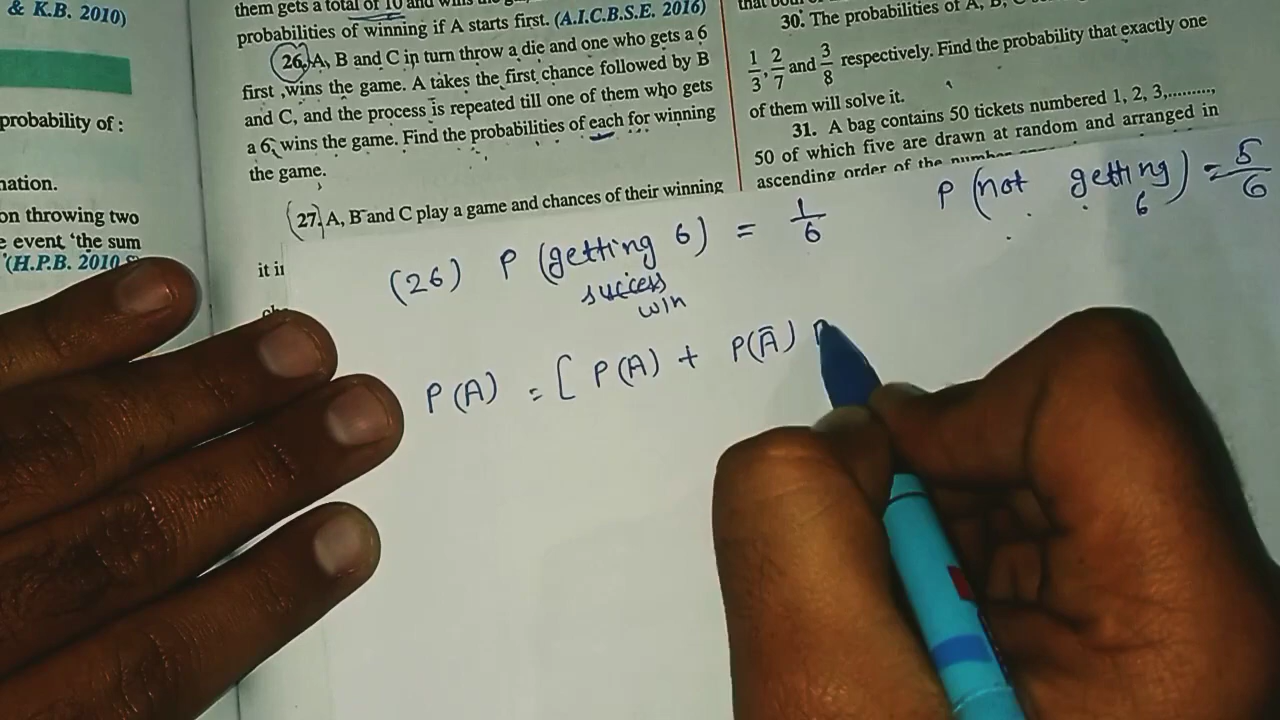 & K.B. 2010)
probability of :
nation.
on throwing two
e event 'the sum
(H.P.B. 2010
them gets a total of 10 and
probabilities of winning if A starts first. (A.I.C.B.S.E. 2016)
26. A, B and C in turn throw a die and one who gets a 6
first ,wins the game. A takes the first chance followed by B
and C, and the process is repeated till one of them who gets
a 6, wins the game. Find the probabilities of each for winning
the game.
(27.) A, B and C play a game and chances of their winning
it
30. The probabilities of A, B, C
1/3, 2/7 and 3/8 respectively. Find the probability that exactly one
of them will solve it.
31. A bag contains 50 tickets numbered 1, 2, 3,..........,
50 of which five are drawn at random and arranged in
ascending order of the
(26) P (getting 6) = 1/6
success
win
P (not getting 6) = 5/6
P(A) = [ P(A) + P(Ā)